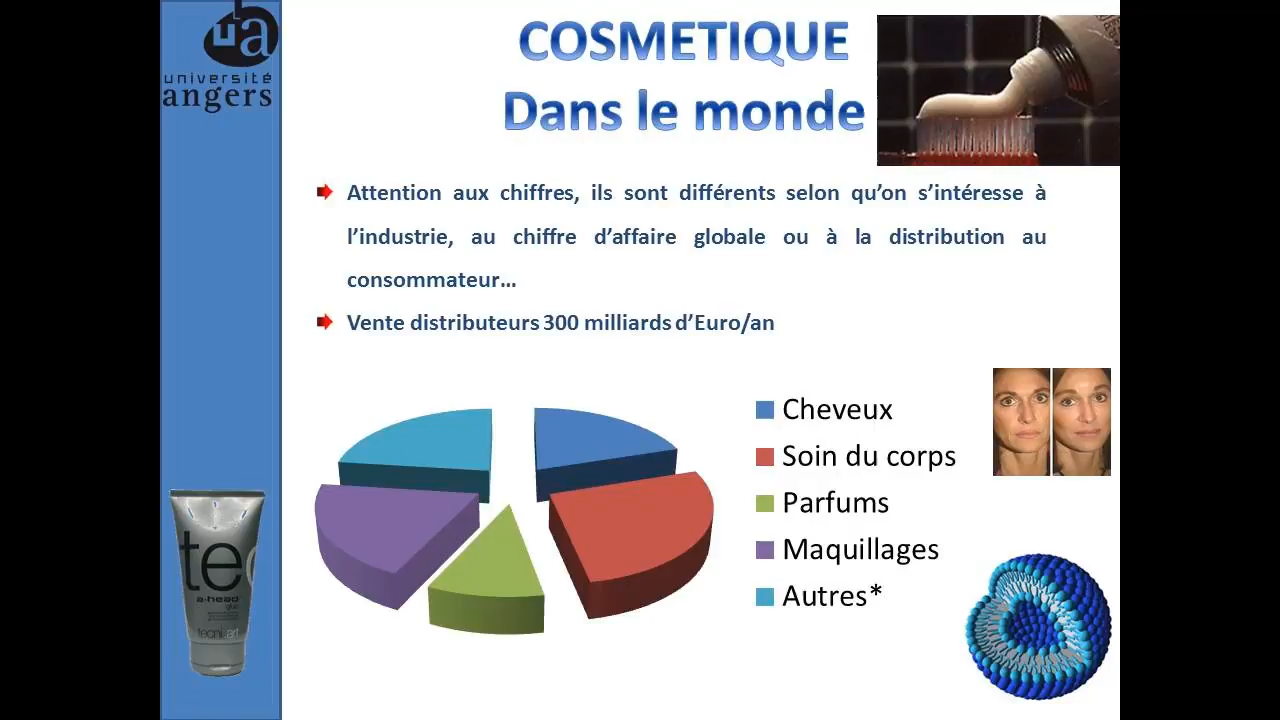 ua
université
angers
COSMETIQUE
Dans le monde
Attention aux chiffres, ils sont différents selon qu’on s’intéresse à
l’industrie, au chiffre d’affaire globale ou à la distribution au
consommateur…
Vente distributeurs 300 milliards d’Euro/an
Cheveux
Soin du corps
Parfums
Maquillages
Autres*
tec
a·head
glue
tecni.art